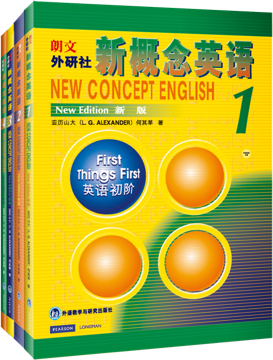 朗文
外研社
新概念英语
NEW CONCEPT ENGLISH
New Edition 新 版
1
亚历山大（L. G. ALEXANDER）何其莘
First
Things First
英语初阶
外语教学与研究出版社
PEARSON
LONGMAN